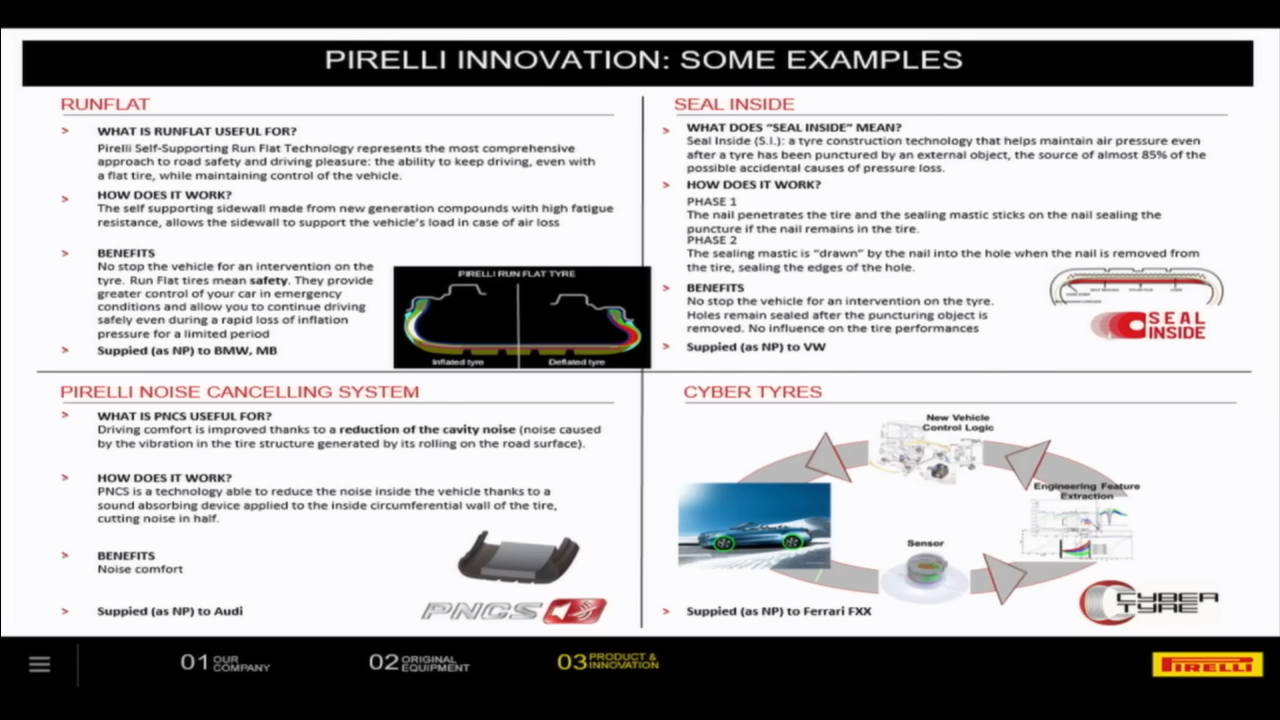 PIRELLI INNOVATION: SOME EXAMPLES
RUNFLAT
> WHAT IS RUNFLAT USEFUL FOR?
Pirelli Self-Supporting Run Flat Technology represents the most comprehensive
approach to road safety and driving pleasure: the ability to keep driving, even with
a flat tire, while maintaining control of the vehicle.
> HOW DOES IT WORK?
The self supporting sidewall made from new generation compounds with high fatigue
resistance, allows the sidewall to support the vehicle's load in case of air loss
> BENEFITS
No stop the vehicle for an intervention on the
tyre. Run Flat tires mean safety. They provide
greater control of your car in emergency
conditions and allow you to continue driving
safely even during a rapid loss of inflation
pressure for a limited period
> Suppied (as NP) to BMW, MB
PIRELLI RUN FLAT TYRE
Inflated tyre
Deflated tyre
SEAL INSIDE
> WHAT DOES “SEAL INSIDE” MEAN?
Seal Inside (S.I.): a tyre construction technology that helps maintain air pressure even
after a tyre has been punctured by an external object, the source of almost 85% of the
possible accidental causes of pressure loss.
> HOW DOES IT WORK?
PHASE 1
The nail penetrates the tire and the sealing mastic sticks on the nail sealing the
puncture if the nail remains in the tire.
PHASE 2
The sealing mastic is “drawn” by the nail into the hole when the nail is removed from
the tire, sealing the edges of the hole.
> BENEFITS
No stop the vehicle for an intervention on the tyre.
Holes remain sealed after the puncturing object is
removed. No influence on the tire performances
> Suppied (as NP) to VW
SEAL
INSIDE
PIRELLI NOISE CANCELLING SYSTEM
> WHAT IS PNCS USEFUL FOR?
Driving comfort is improved thanks to a reduction of the cavity noise (noise caused
by the vibration in the tire structure generated by its rolling on the road surface).
> HOW DOES IT WORK?
PNCS is a technology able to reduce the noise inside the vehicle thanks to a
sound absorbing device applied to the inside circumferential wall of the tire,
cutting noise in half.
> BENEFITS
Noise comfort
> Suppied (as NP) to Audi
PNCS
CYBER TYRES
New Vehicle
Control Logic
Engineering Feature
Extraction
Sensor
> Suppied (as NP) to Ferrari FXX
CYBER
TYRE
01 OUR
COMPANY
02 ORIGINAL
EQUIPMENT
03 PRODUCT &
INNOVATION
PIRELLI